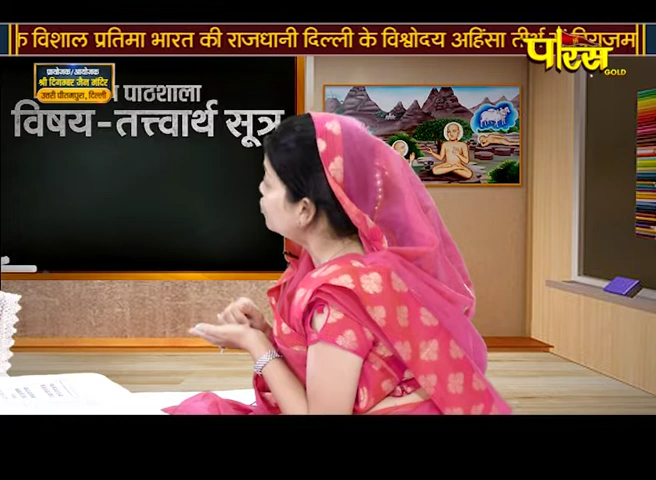 विशाल प्रतिमा भारत की राजधानी दिल्ली के विश्वोदय अहिंसा
पारस
GOLD
प्रायोजक/आयोजक
श्री दिगम्बर जैन मंदिर
उत्तरी पीतमपुरा, दिल्ली
पाठशाला
विषय-तत्त्वार्थ सूत्र